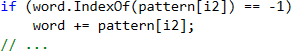 if (word.IndexOf(pattern[i2]) == -1)
    word += pattern[i2];
// ...